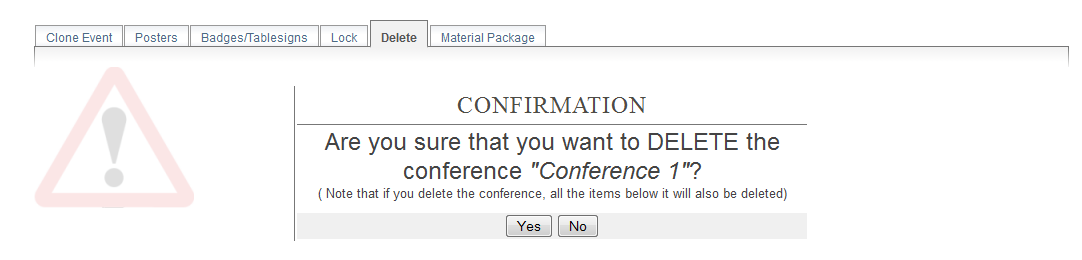 Clone Event Posters Badges/Tablesigns Lock Delete Material Package
CONFIRMATION
Are you sure that you want to DELETE the
conference "Conference 1"?
( Note that if you delete the conference, all the items below it will also be deleted)
Yes No